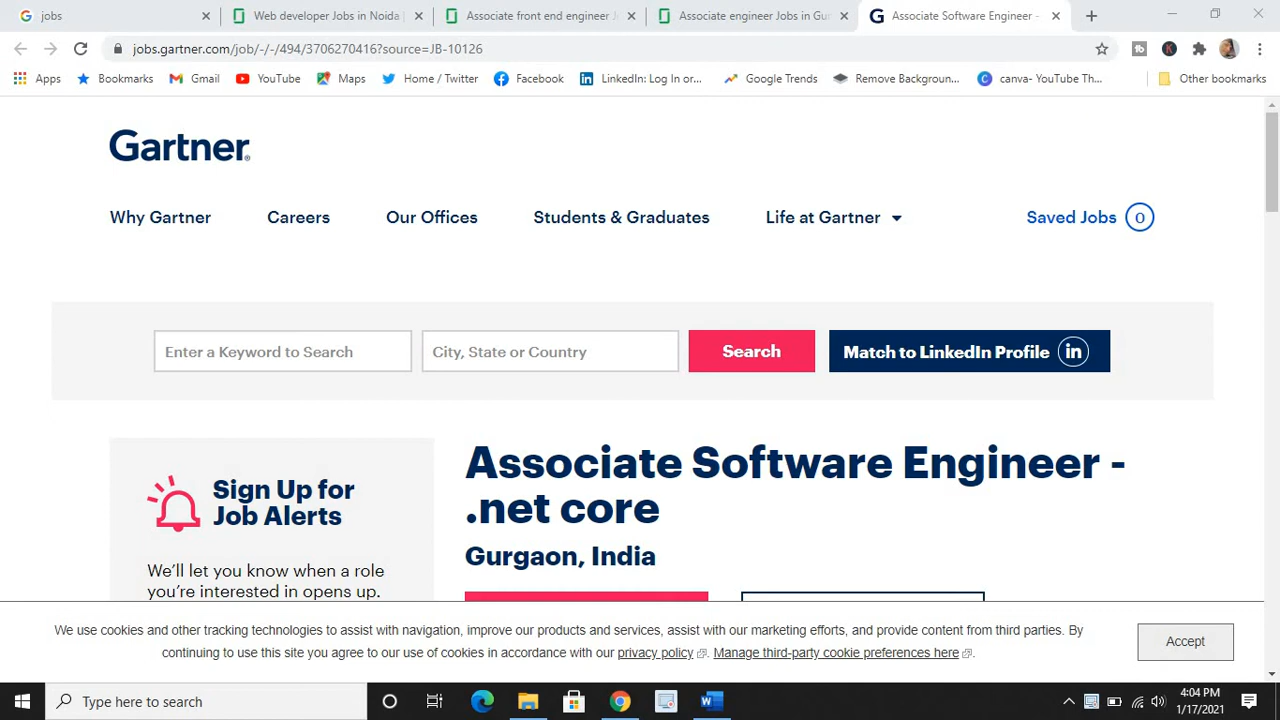 jobs
Web developer Jobs in Noida
Associate front end engineer J
Associate engineer Jobs in Gur
Associate Software Engineer -
jobs.gartner.com/job/-/-/494/3706270416?source=JB-10126
Apps
Bookmarks
Gmail
YouTube
Maps
Home / Twitter
Facebook
LinkedIn: Log In or...
Google Trends
Remove Backgroun...
canva- YouTube Th...
Other bookmarks
Gartner
Why Gartner
Careers
Our Offices
Students & Graduates
Life at Gartner
Saved Jobs 0
Enter a Keyword to Search
City, State or Country
Search
Match to LinkedIn Profile in
Sign Up for
Job Alerts
We'll let you know when a role
you're interested in opens up.
Associate Software Engineer -
.net core
Gurgaon, India
We use cookies and other tracking technologies to assist with navigation, improve our products and services, assist with our marketing efforts, and provide content from third parties. By
continuing to use this site you agree to our use of cookies in accordance with our privacy policy. Manage third-party cookie preferences here.
Accept
Type here to search
4:04 PM
1/17/2021